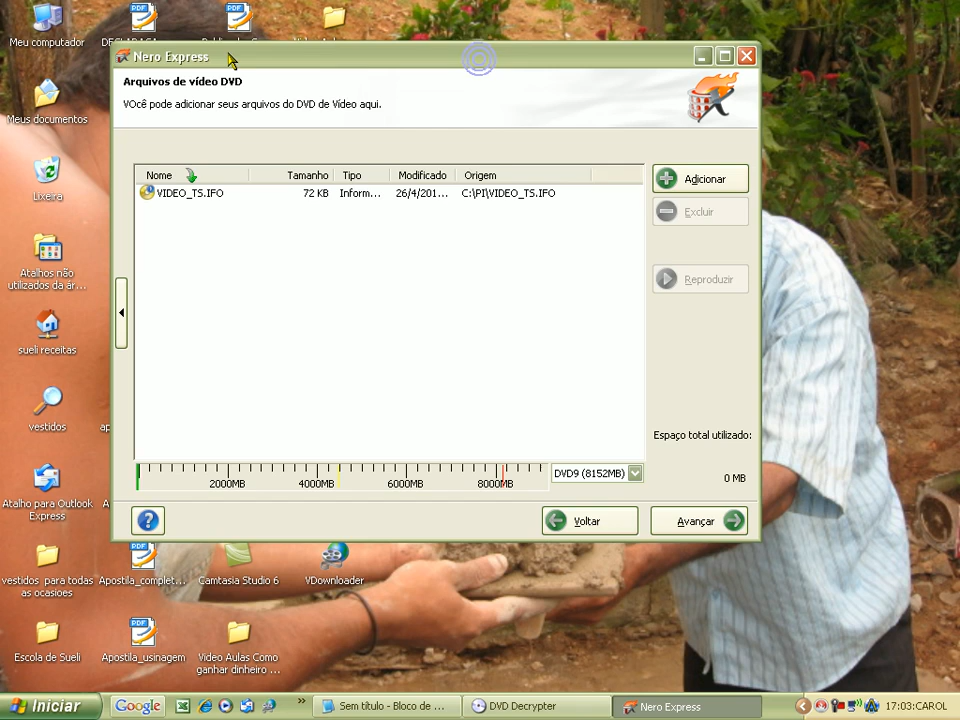 Meu computador
Nero Express
Arquivos de vídeo DVD
VOCê pode adicionar seus arquivos do DVD de Vídeo aqui.
Meus documentos
Nome Tamanho Tipo Modificado Origem
VIDEO_TS.IFO 72 KB Inform... 26/4/201... C:\PI\VIDEO_TS.IFO
Adicionar
Excluir
Reproduzir
Lixeira
Atalhos não
utilizados da ár...
sueli receitas
vestidos
Espaço total utilizado:
2000MB 4000MB 6000MB 8000MB
DVD9 (8152MB)
0 MB
Atalho para Outlook
Express
Voltar
Avançar
vestidos para todas
as ocasioes
Apostila_complet...
Camtasia Studio 6
VDownloader
Escola de Sueli
Apostila_usinagem
Video Aulas Como
ganhar dinheiro ...
Iniciar
Google
Sem título - Bloco de ...
DVD Decrypter
Nero Express
17:03:CAROL